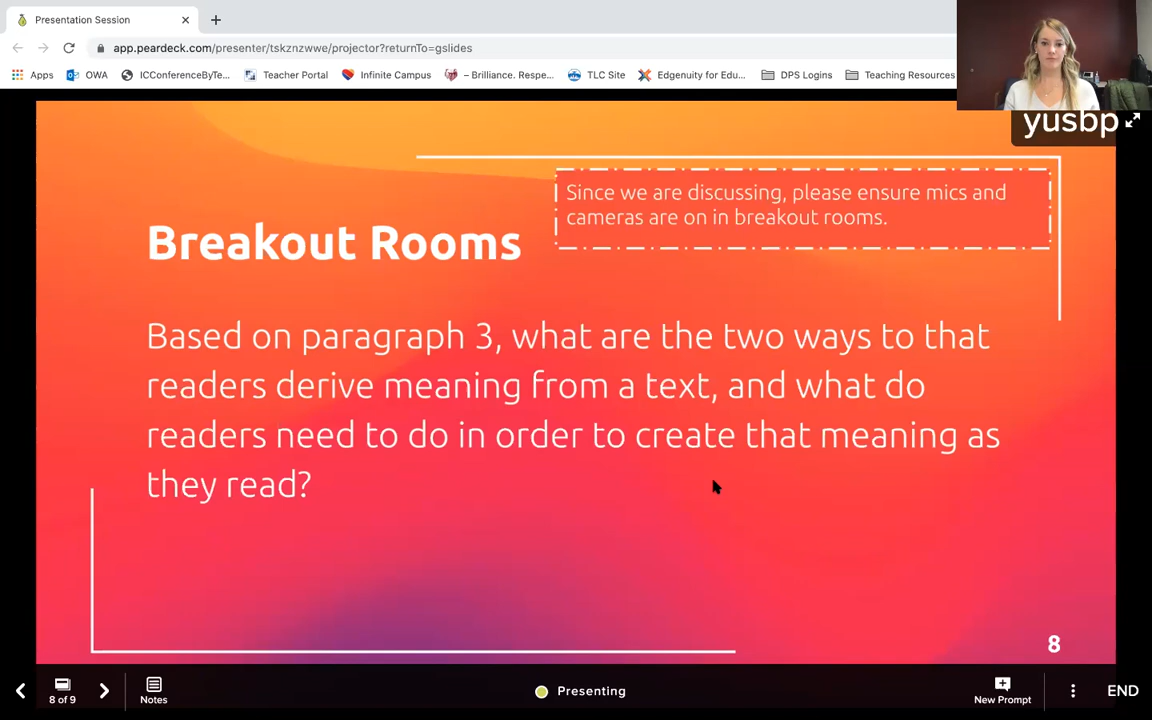 Presentation Session
app.peardeck.com/presenter/tskznzwwe/projector?returnTo=gslides
Apps OWA ICConferenceByTe... Teacher Portal Infinite Campus – Brilliance. Respe... TLC Site Edgenuity for Edu... DPS Logins Teaching Resources
yusbp
Since we are discussing, please ensure mics and
cameras are on in breakout rooms.
Breakout Rooms
Based on paragraph 3, what are the two ways to that
readers derive meaning from a text, and what do
readers need to do in order to create that meaning as
they read?
8
8 of 9
Notes
Presenting
New Prompt
END